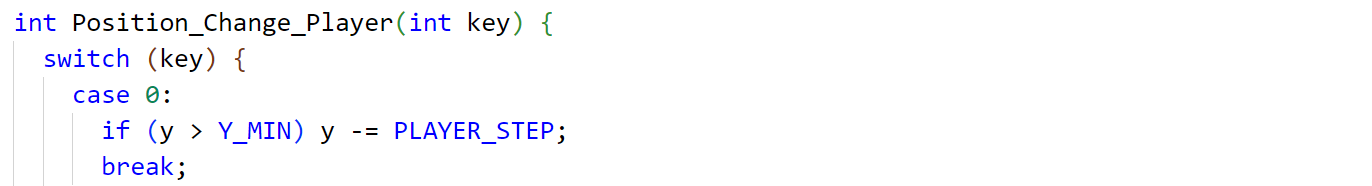 int Position_Change_Player(int key) {
  switch (key) {
    case 0:
      if (y > Y_MIN) y -= PLAYER_STEP;
      break;